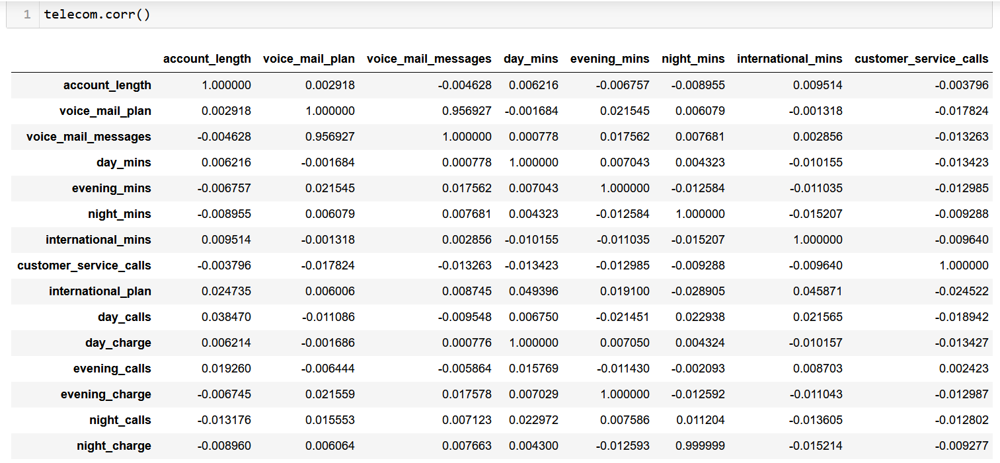 1 telecom.corr()
account_length voice_mail_plan voice_mail_messages day_mins evening_mins night_mins international_mins customer_service_calls
account_length 1.000000 0.002918 -0.004628 0.006216 -0.006757 -0.008955 0.009514 -0.003796
voice_mail_plan 0.002918 1.000000 0.956927 -0.001684 0.021545 0.006079 -0.001318 -0.017824
voice_mail_messages -0.004628 0.956927 1.000000 0.000778 0.017562 0.007681 0.002856 -0.013263
day_mins 0.006216 -0.001684 0.000778 1.000000 0.007043 0.004323 -0.010155 -0.013423
evening_mins -0.006757 0.021545 0.017562 0.007043 1.000000 -0.012584 -0.011035 -0.012985
night_mins -0.008955 0.006079 0.007681 0.004323 -0.012584 1.000000 -0.015207 -0.009288
international_mins 0.009514 -0.001318 0.002856 -0.010155 -0.011035 -0.015207 1.000000 -0.009640
customer_service_calls -0.003796 -0.017824 -0.013263 -0.013423 -0.012985 -0.009288 -0.009640 1.000000
international_plan 0.024735 0.006006 0.008745 0.049396 0.019100 -0.028905 0.045871 -0.024522
day_calls 0.038470 -0.011086 -0.009548 0.006750 -0.021451 0.022938 0.021565 -0.018942
day_charge 0.006214 -0.001686 0.000776 1.000000 0.007050 0.004324 -0.010157 -0.013427
evening_calls 0.019260 -0.006444 -0.005864 0.015769 -0.011430 -0.002093 0.008703 0.002423
evening_charge -0.006745 0.021559 0.017578 0.007029 1.000000 -0.012592 -0.011043 -0.012987
night_calls -0.013176 0.015553 0.007123 0.022972 0.007586 0.011204 -0.013605 -0.012802
night_charge -0.008960 0.006064 0.007663 0.004300 -0.012593 0.999999 -0.015214 -0.009277